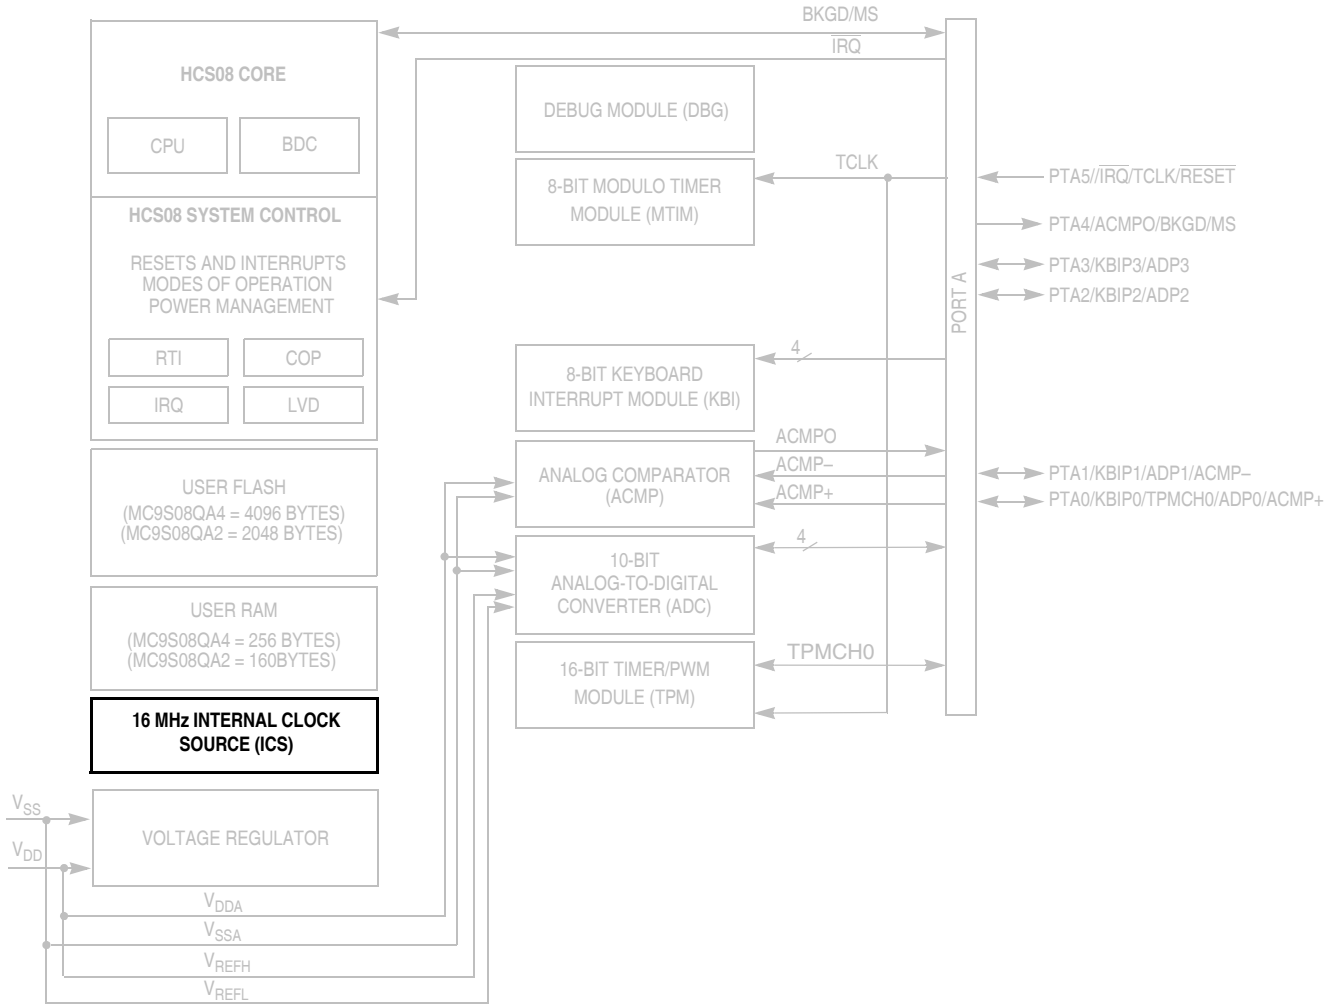 BKGD/MS
IRQ
HCS08 CORE
CPU
BDC
HCS08 SYSTEM CONTROL
RESETS AND INTERRUPTS
MODES OF OPERATION
POWER MANAGEMENT
RTI
COP
IRQ
LVD
USER FLASH
(MC9S08QA4 = 4096 BYTES)
(MC9S08QA2 = 2048 BYTES)
USER RAM
(MC9S08QA4 = 256 BYTES)
(MC9S08QA2 = 160BYTES)
16 MHz INTERNAL CLOCK
SOURCE (ICS)
VSS
VDD
VOLTAGE REGULATOR
VDDA
VSSA
VREFH
VREFL
DEBUG MODULE (DBG)
8-BIT MODULO TIMER
MODULE (MTIM)
TCLK
8-BIT KEYBOARD
INTERRUPT MODULE (KBI)
4
ANALOG COMPARATOR
(ACMP)
ACMPO
ACMP–
ACMP+
10-BIT
ANALOG-TO-DIGITAL
CONVERTER (ADC)
4
16-BIT TIMER/PWM
MODULE (TPM)
TPMCH0
PORT A
PTA5//IRQ/TCLK/RESET
PTA4/ACMPO/BKGD/MS
PTA3/KBIP3/ADP3
PTA2/KBIP2/ADP2
PTA1/KBIP1/ADP1/ACMP–
PTA0/KBIP0/TPMCH0/ADP0/ACMP+